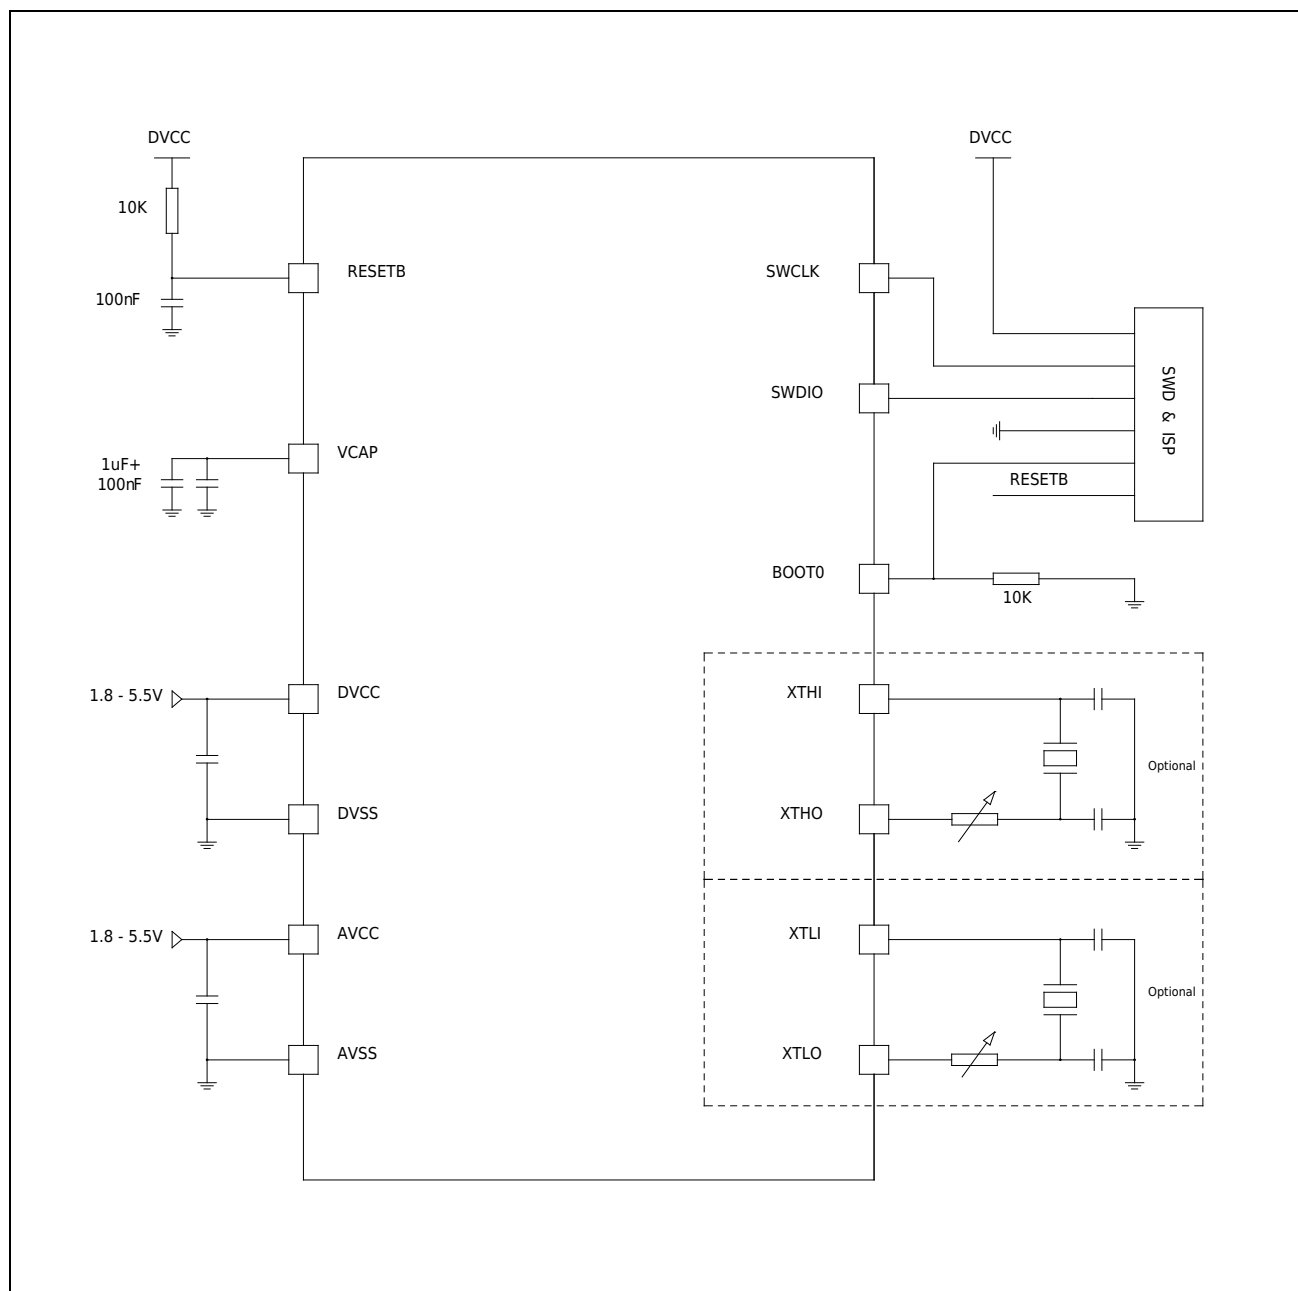 DVCC
DVCC
10K
RESETB
SWCLK
100nF
SWD & ISP
SWDIO
VCAP
1uF+
100nF
RESETB
BOOT0
10K
1.8 - 5.5V
DVCC
XTHI
Optional
DVSS
XTHO
1.8 - 5.5V
AVCC
XTLI
Optional
AVSS
XTLO